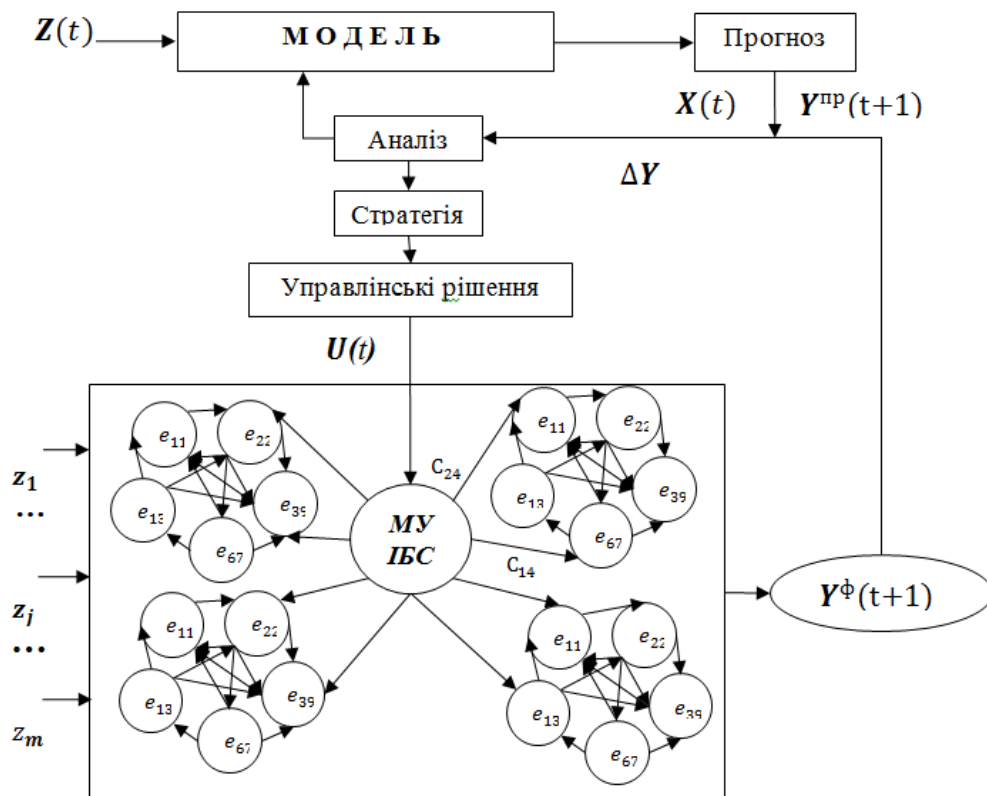 Z(t)
М О Д Е Л Ь
Прогноз
X(t)
Yпр(t+1)
Аналіз
ΔY
Стратегія
Управлінські рішення
U(t)
z1
...
zj
...
zm
e11
e22
e13
e39
e67
C24
e11
e22
e13
e39
e67
МУ
ІБС
C14
Yф(t+1)
e11
e22
e13
e39
e67
e11
e22
e13
e39
e67